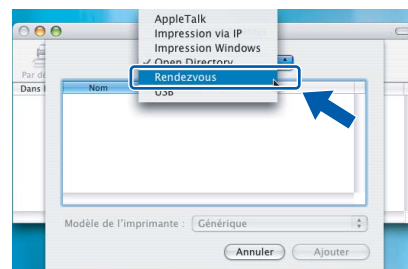 AppleTalk
Impression via IP
Impression Windows
✓ Open Directory
Rendezvous
USB
Par dé
Dans l
Nom
Modèle de l'imprimante : Générique
Annuler
Ajouter